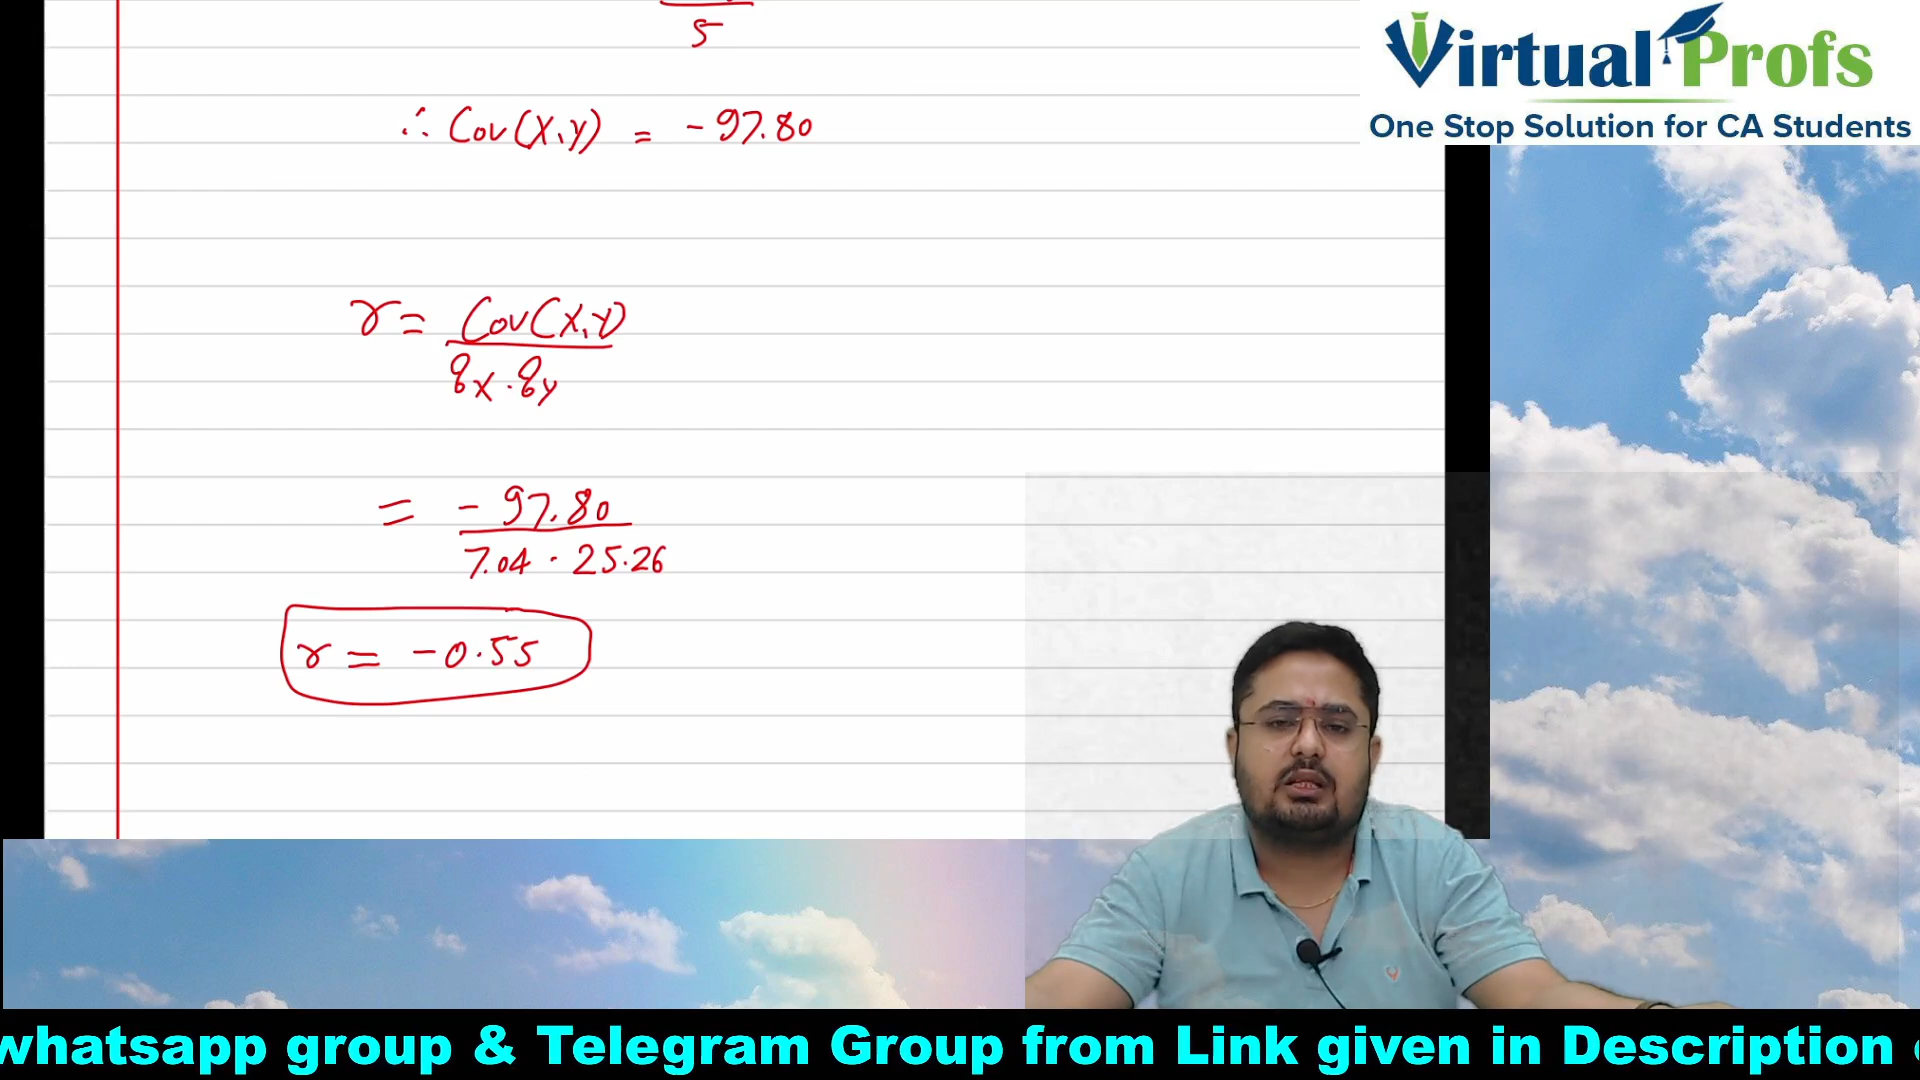 5
∴ Cov(X,Y) = -97.80
r = Cov(X,Y)
8x.8y
= -97.80
7.04 · 25.26
r = -0.55
Virtual Profs
One Stop Solution for CA Students
whatsapp group & Telegram Group from Link given in Description